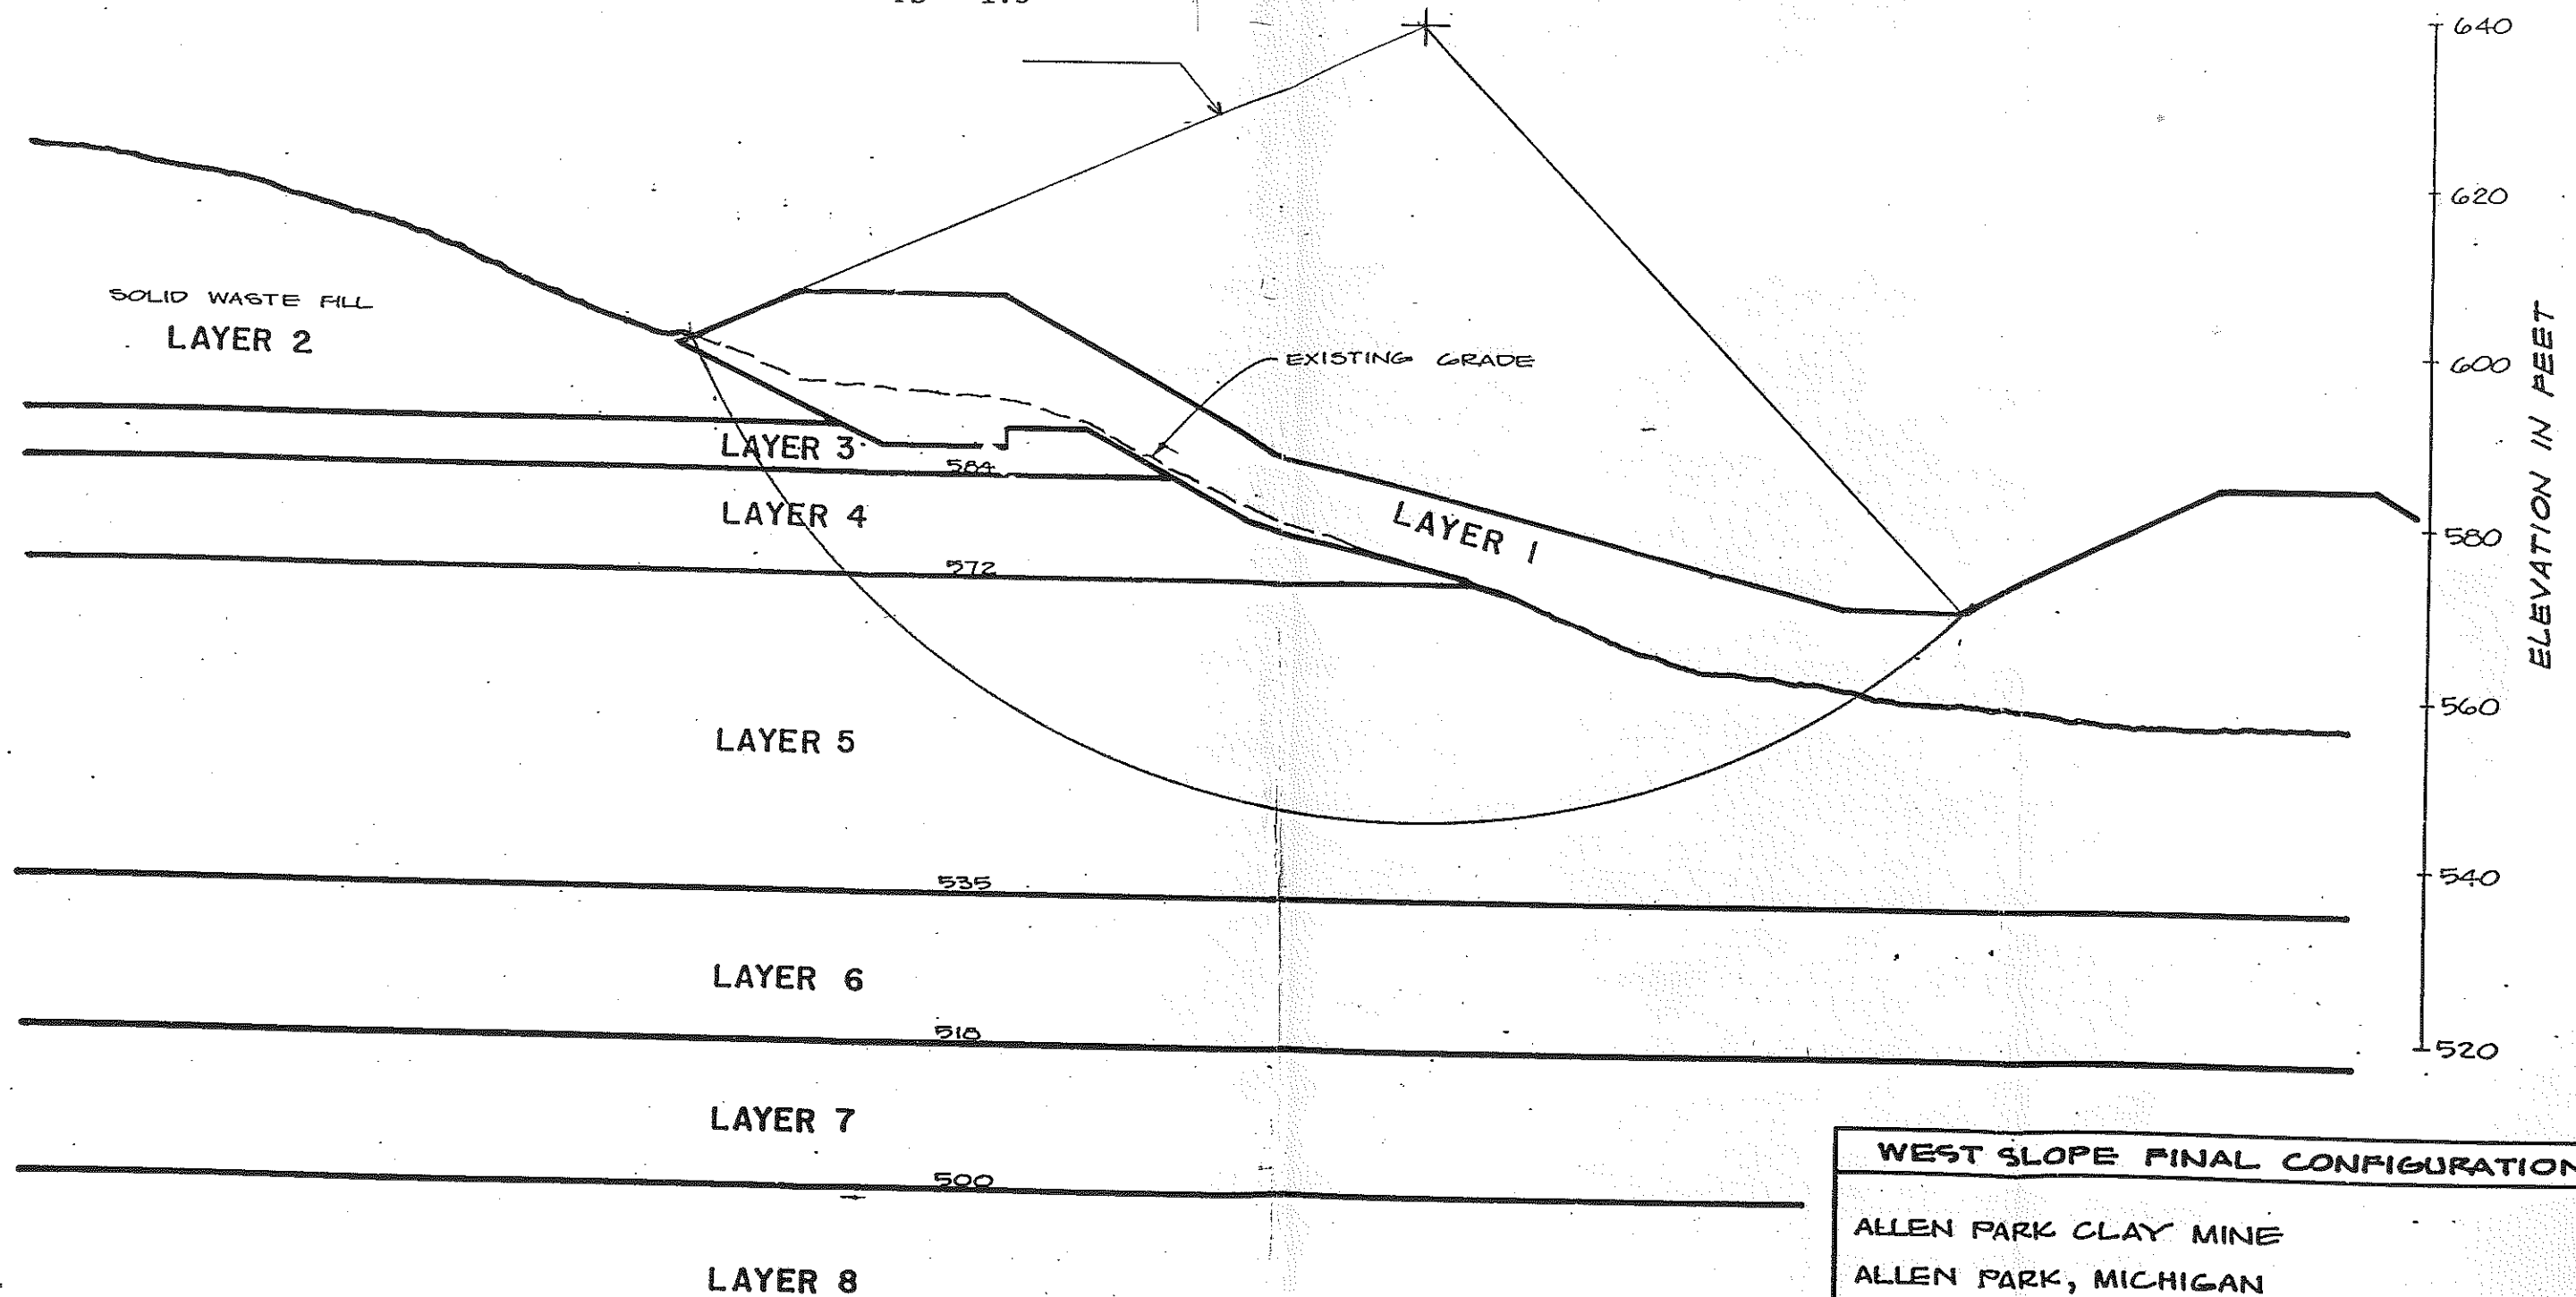 640
620
SOLID WASTE FILL
LAYER 2
EXISTING GRADE
600
LAYER 3
584
LAYER 4
LAYER 1
580
572
ELEVATION IN FEET
560
LAYER 5
535
540
LAYER 6
518
520
LAYER 7
500
WEST SLOPE FINAL CONFIGURATION
ALLEN PARK CLAY MINE
ALLEN PARK, MICHIGAN
LAYER 8